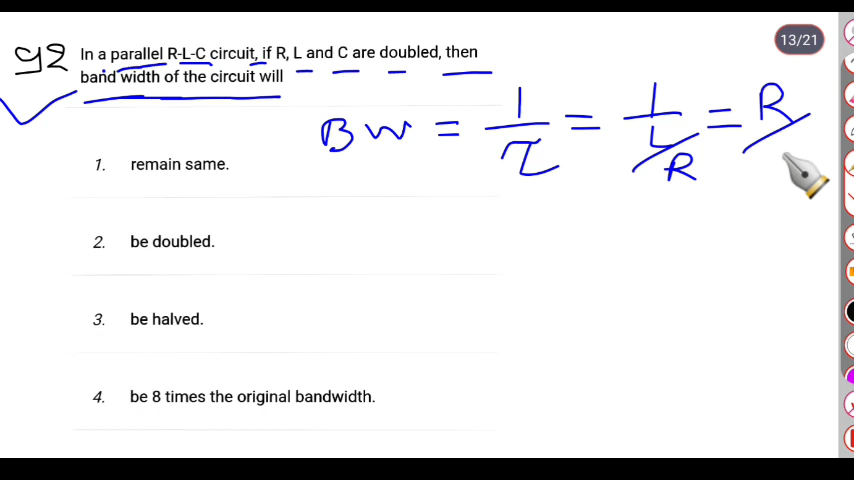 13/21
92 In a parallel R-L-C circuit, if R, L and C are doubled, then
band width of the circuit will
BW = 1/τ = 1/(L/R) = R/
1. remain same.
2. be doubled.
3. be halved.
4. be 8 times the original bandwidth.